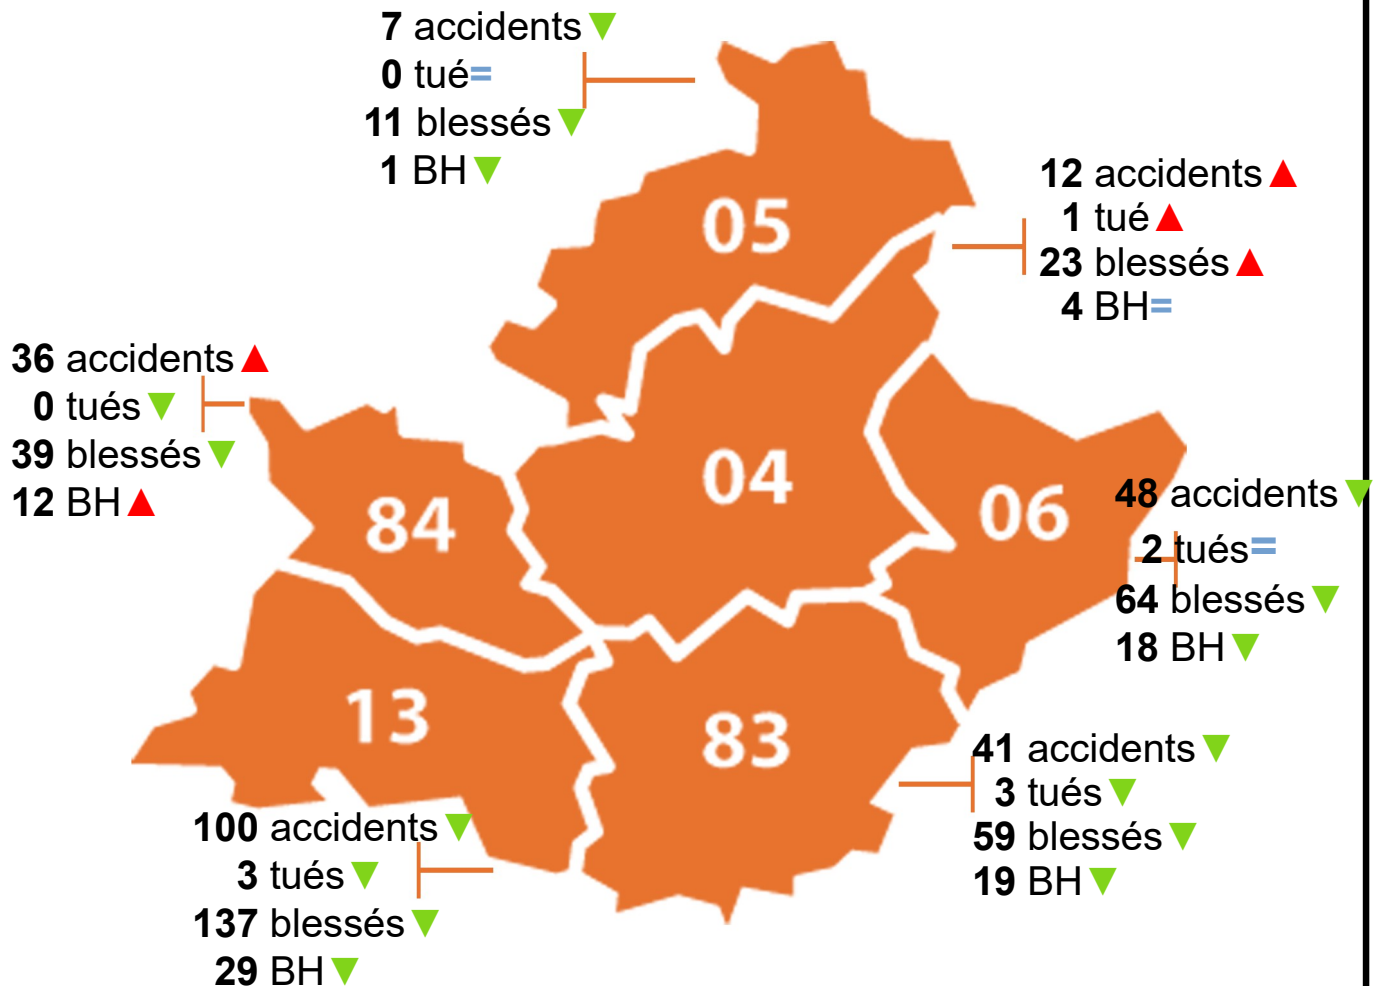 7 accidents ▼
0 tué=
11 blessés ▼
1 BH ▼
05
12 accidents ▲
1 tué ▲
23 blessés ▲
4 BH=
36 accidents ▲
0 tués ▼
39 blessés ▼
12 BH ▲
84
04
06
48 accidents ▼
2 tués=
64 blessés ▼
18 BH ▼
13
83
41 accidents ▼
3 tués ▼
59 blessés ▼
19 BH ▼
100 accidents ▼
3 tués ▼
137 blessés ▼
29 BH ▼